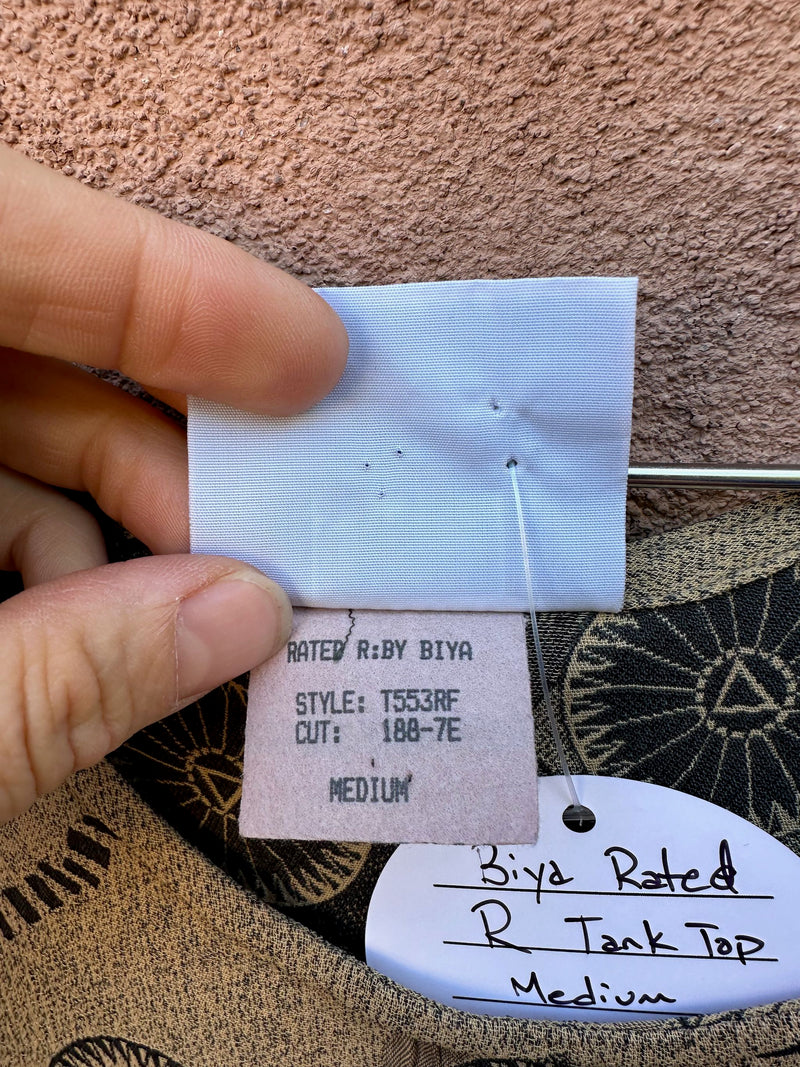 RATED R:BY BIYA
STYLE: T553RF
CUT: 188-7E
MEDIUM
Biya Rated
R Tank Top
Medium